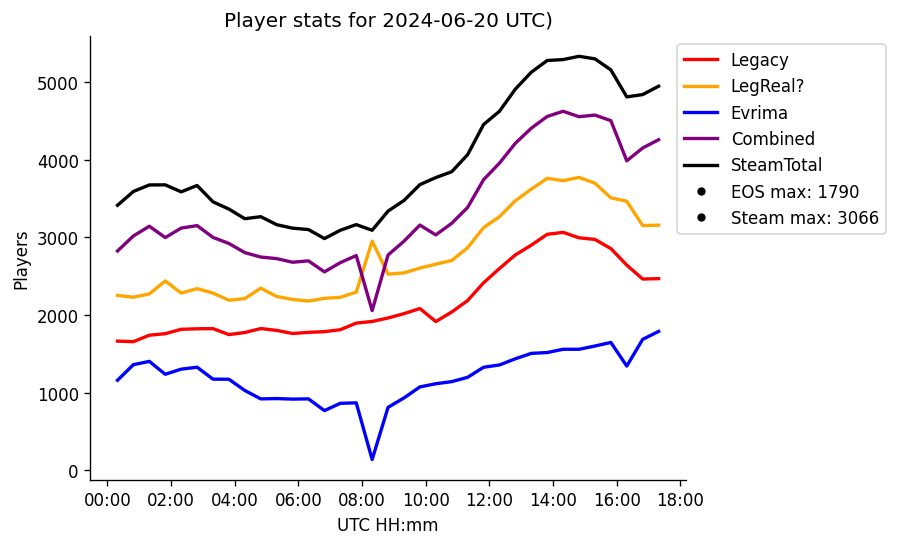 Player stats for 2024-06-20 UTC)
Players
5000
4000
3000
2000
1000
0
00:00 02:00 04:00 06:00 08:00 10:00 12:00 14:00 16:00 18:00
UTC HH:mm
Legacy
LegReal?
Evrima
Combined
SteamTotal
EOS max: 1790
Steam max: 3066